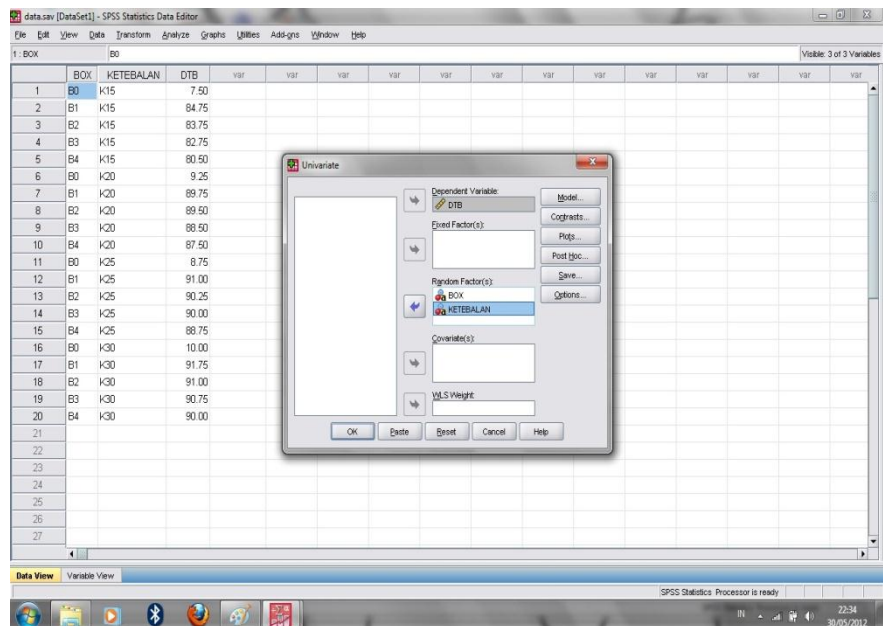 data.sav [DataSet1] - SPSS Statistics Data Editor
File Edit View Data Transform Analyze Graphs Utilities Add-ons Window Help
1 : BOX B0 Visible: 3 of 3 Variables
BOX KETEBALAN DTB var var var var var var var var var var var var
1 B0 K15 7.50
2 B1 K15 84.75
3 B2 K15 83.75
4 B3 K15 82.75
5 B4 K15 80.50
6 B0 K20 9.25
7 B1 K20 89.75
8 B2 K20 89.50
9 B3 K20 88.50
10 B4 K20 87.50
11 B0 K25 8.75
12 B1 K25 91.00
13 B2 K25 90.25
14 B3 K25 90.00
15 B4 K25 88.75
16 B0 K30 10.00
17 B1 K30 91.75
18 B2 K30 91.00
19 B3 K30 90.75
20 B4 K30 90.00
21
22
23
24
25
26
27
Univariate
Dependent Variable:
DTB
Fixed Factor(s):
Random Factor(s):
BOX
KETEBALAN
Covariate(s):
WLS Weight:
Model...
Contrasts...
Plots...
Post Hoc...
Save...
Options...
OK Paste Reset Cancel Help
Data View Variable View
SPSS Statistics Processor is ready
IN 22:34
30/05/2012